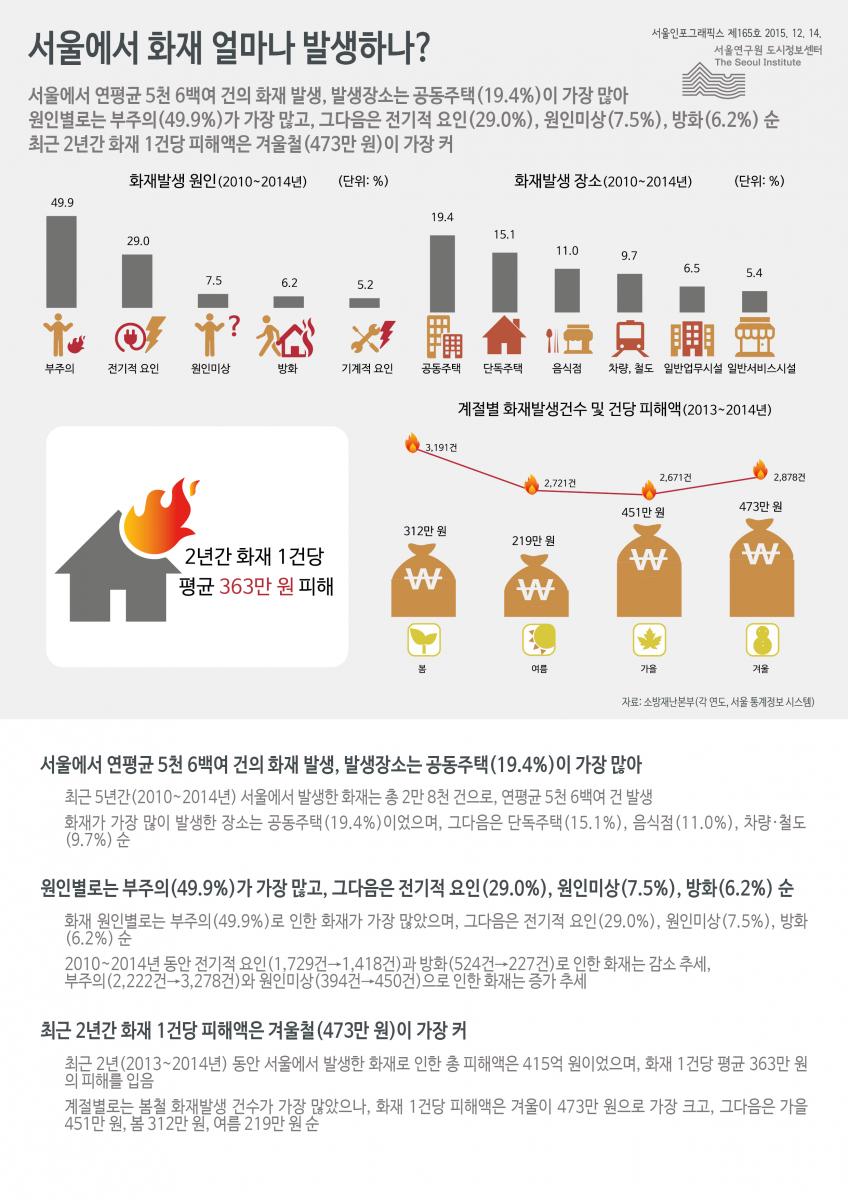 서울에서 화재 얼마나 발생하나?
서울인포그래픽스 제165호 2015. 12. 14.
서울연구원 도시정보센터
The Seoul Institute
서울에서 연평균 5천 6백여 건의 화재 발생, 발생장소는 공동주택(19.4%)이 가장 많아
원인별로는 부주의(49.9%)가 가장 많고, 그다음은 전기적 요인(29.0%), 원인미상(7.5%), 방화(6.2%) 순
최근 2년간 화재 1건당 피해액은 겨울철(473만 원)이 가장 커
화재발생 원인(2010~2014년) (단위: %)
49.9 29.0 7.5 6.2 5.2
?
부주의 전기적 요인 원인미상 방화 기계적 요인
화재발생 장소(2010~2014년) (단위: %)
19.4 15.1 11.0 9.7 6.5 5.4
공동주택 단독주택 음식점 차량, 철도 일반업무시설 일반서비스시설
2년간 화재 1건당
평균 363만 원 피해
계절별 화재발생건수 및 건당 피해액(2013~2014년)
3,191건 2,721건 2,671건 2,878건
312만 원 219만 원 451만 원 473만 원
₩ ₩ ₩ ₩
봄 여름 가을 겨울
자료: 소방재난본부(각 연도, 서울 통계정보 시스템)
서울에서 연평균 5천 6백여 건의 화재 발생, 발생장소는 공동주택(19.4%)이 가장 많아
최근 5년간(2010~2014년) 서울에서 발생한 화재는 총 2만 8천 건으로, 연평균 5천 6백여 건 발생
화재가 가장 많이 발생한 장소는 공동주택(19.4%)이었으며, 그다음은 단독주택(15.1%), 음식점(11.0%), 차량·철도
(9.7%) 순
원인별로는 부주의(49.9%)가 가장 많고, 그다음은 전기적 요인(29.0%), 원인미상(7.5%), 방화(6.2%) 순
화재 원인별로는 부주의(49.9%)로 인한 화재가 가장 많았으며, 그다음은 전기적 요인(29.0%), 원인미상(7.5%), 방화
(6.2%) 순
2010~2014년 동안 전기적 요인(1,729건→1,418건)과 방화(524건→227건)로 인한 화재는 감소 추세,
부주의(2,222건→3,278건)와 원인미상(394건→450건)으로 인한 화재는 증가 추세
최근 2년간 화재 1건당 피해액은 겨울철(473만 원)이 가장 커
최근 2년(2013~2014년) 동안 서울에서 발생한 화재로 인한 총 피해액은 415억 원이었으며, 화재 1건당 평균 363만 원
의 피해를 입음
계절별로는 봄철 화재발생 건수가 가장 많았으나, 화재 1건당 피해액은 겨울이 473만 원으로 가장 크고, 그다음은 가을
451만 원, 봄 312만 원, 여름 219만 원 순